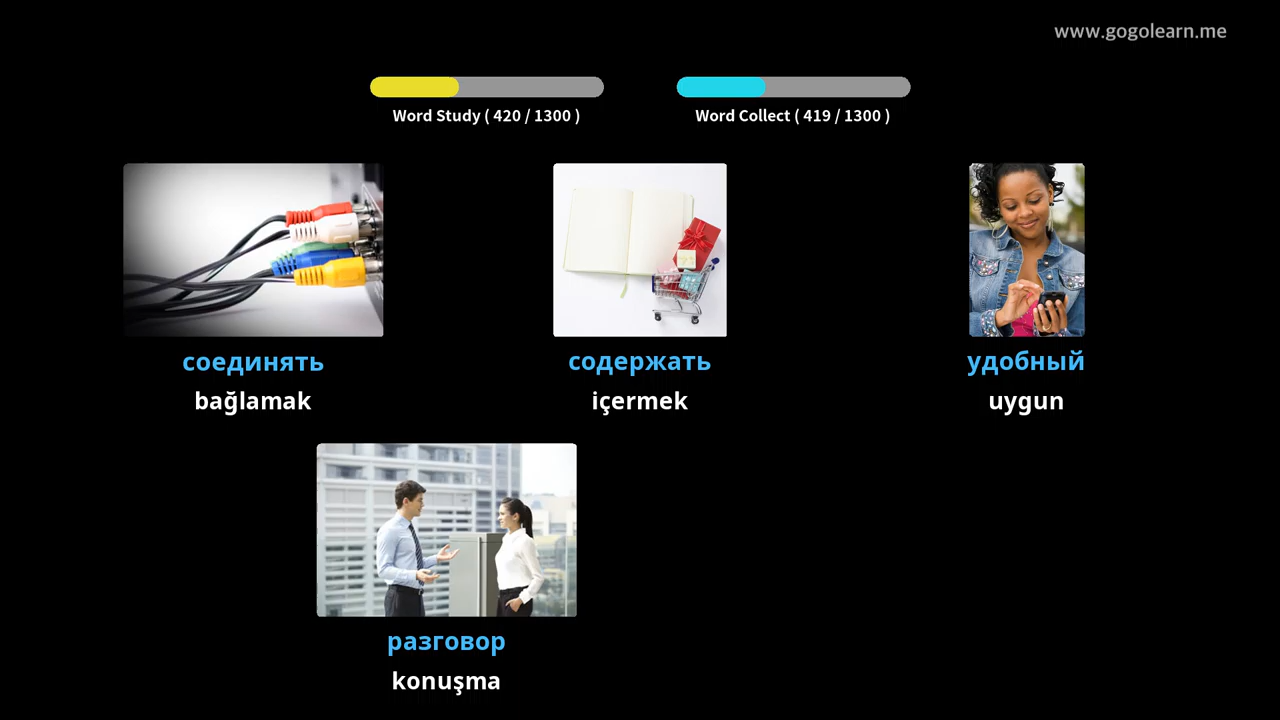 www.gogolearn.me
Word Study ( 420 / 1300 )
Word Collect ( 419 / 1300 )
соединять
bağlamak
содержать
içermek
удобный
uygun
разговор
konuşma